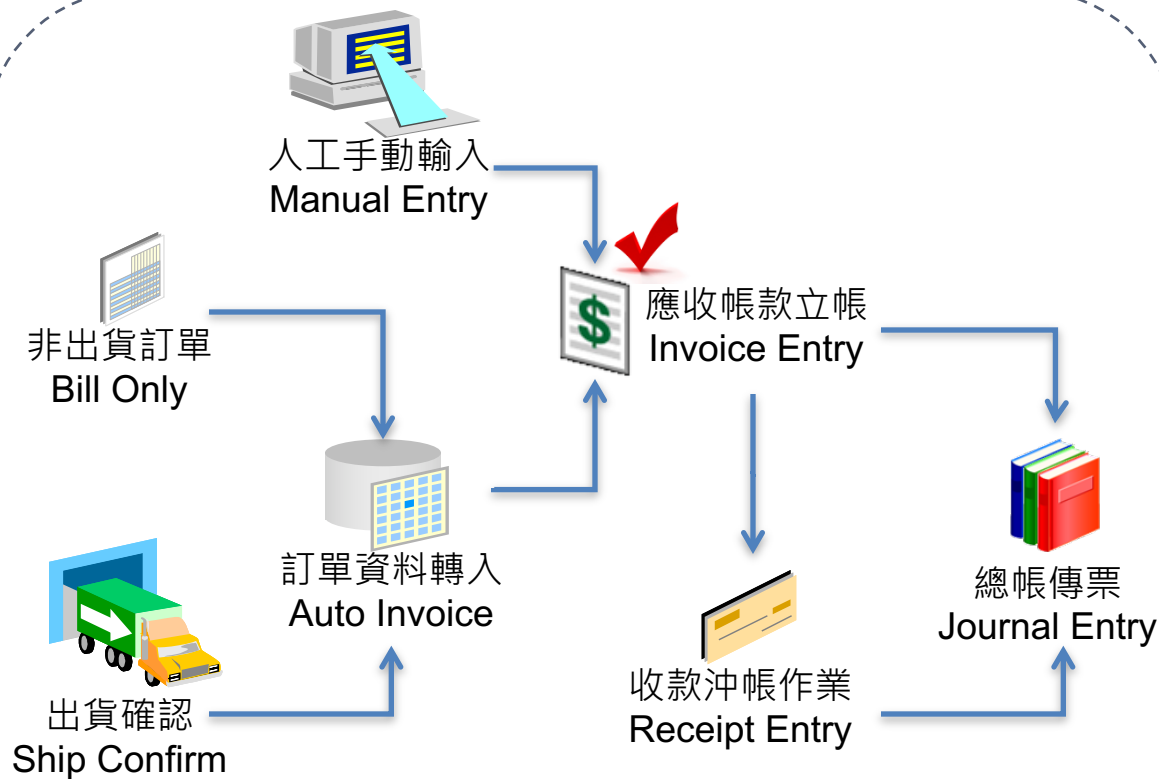 人工手動輸入
Manual Entry
非出貨訂單
Bill Only
$
應收帳款立帳
Invoice Entry
訂單資料轉入
Auto Invoice
總帳傳票
Journal Entry
出貨確認
Ship Confirm
收款沖帳作業
Receipt Entry